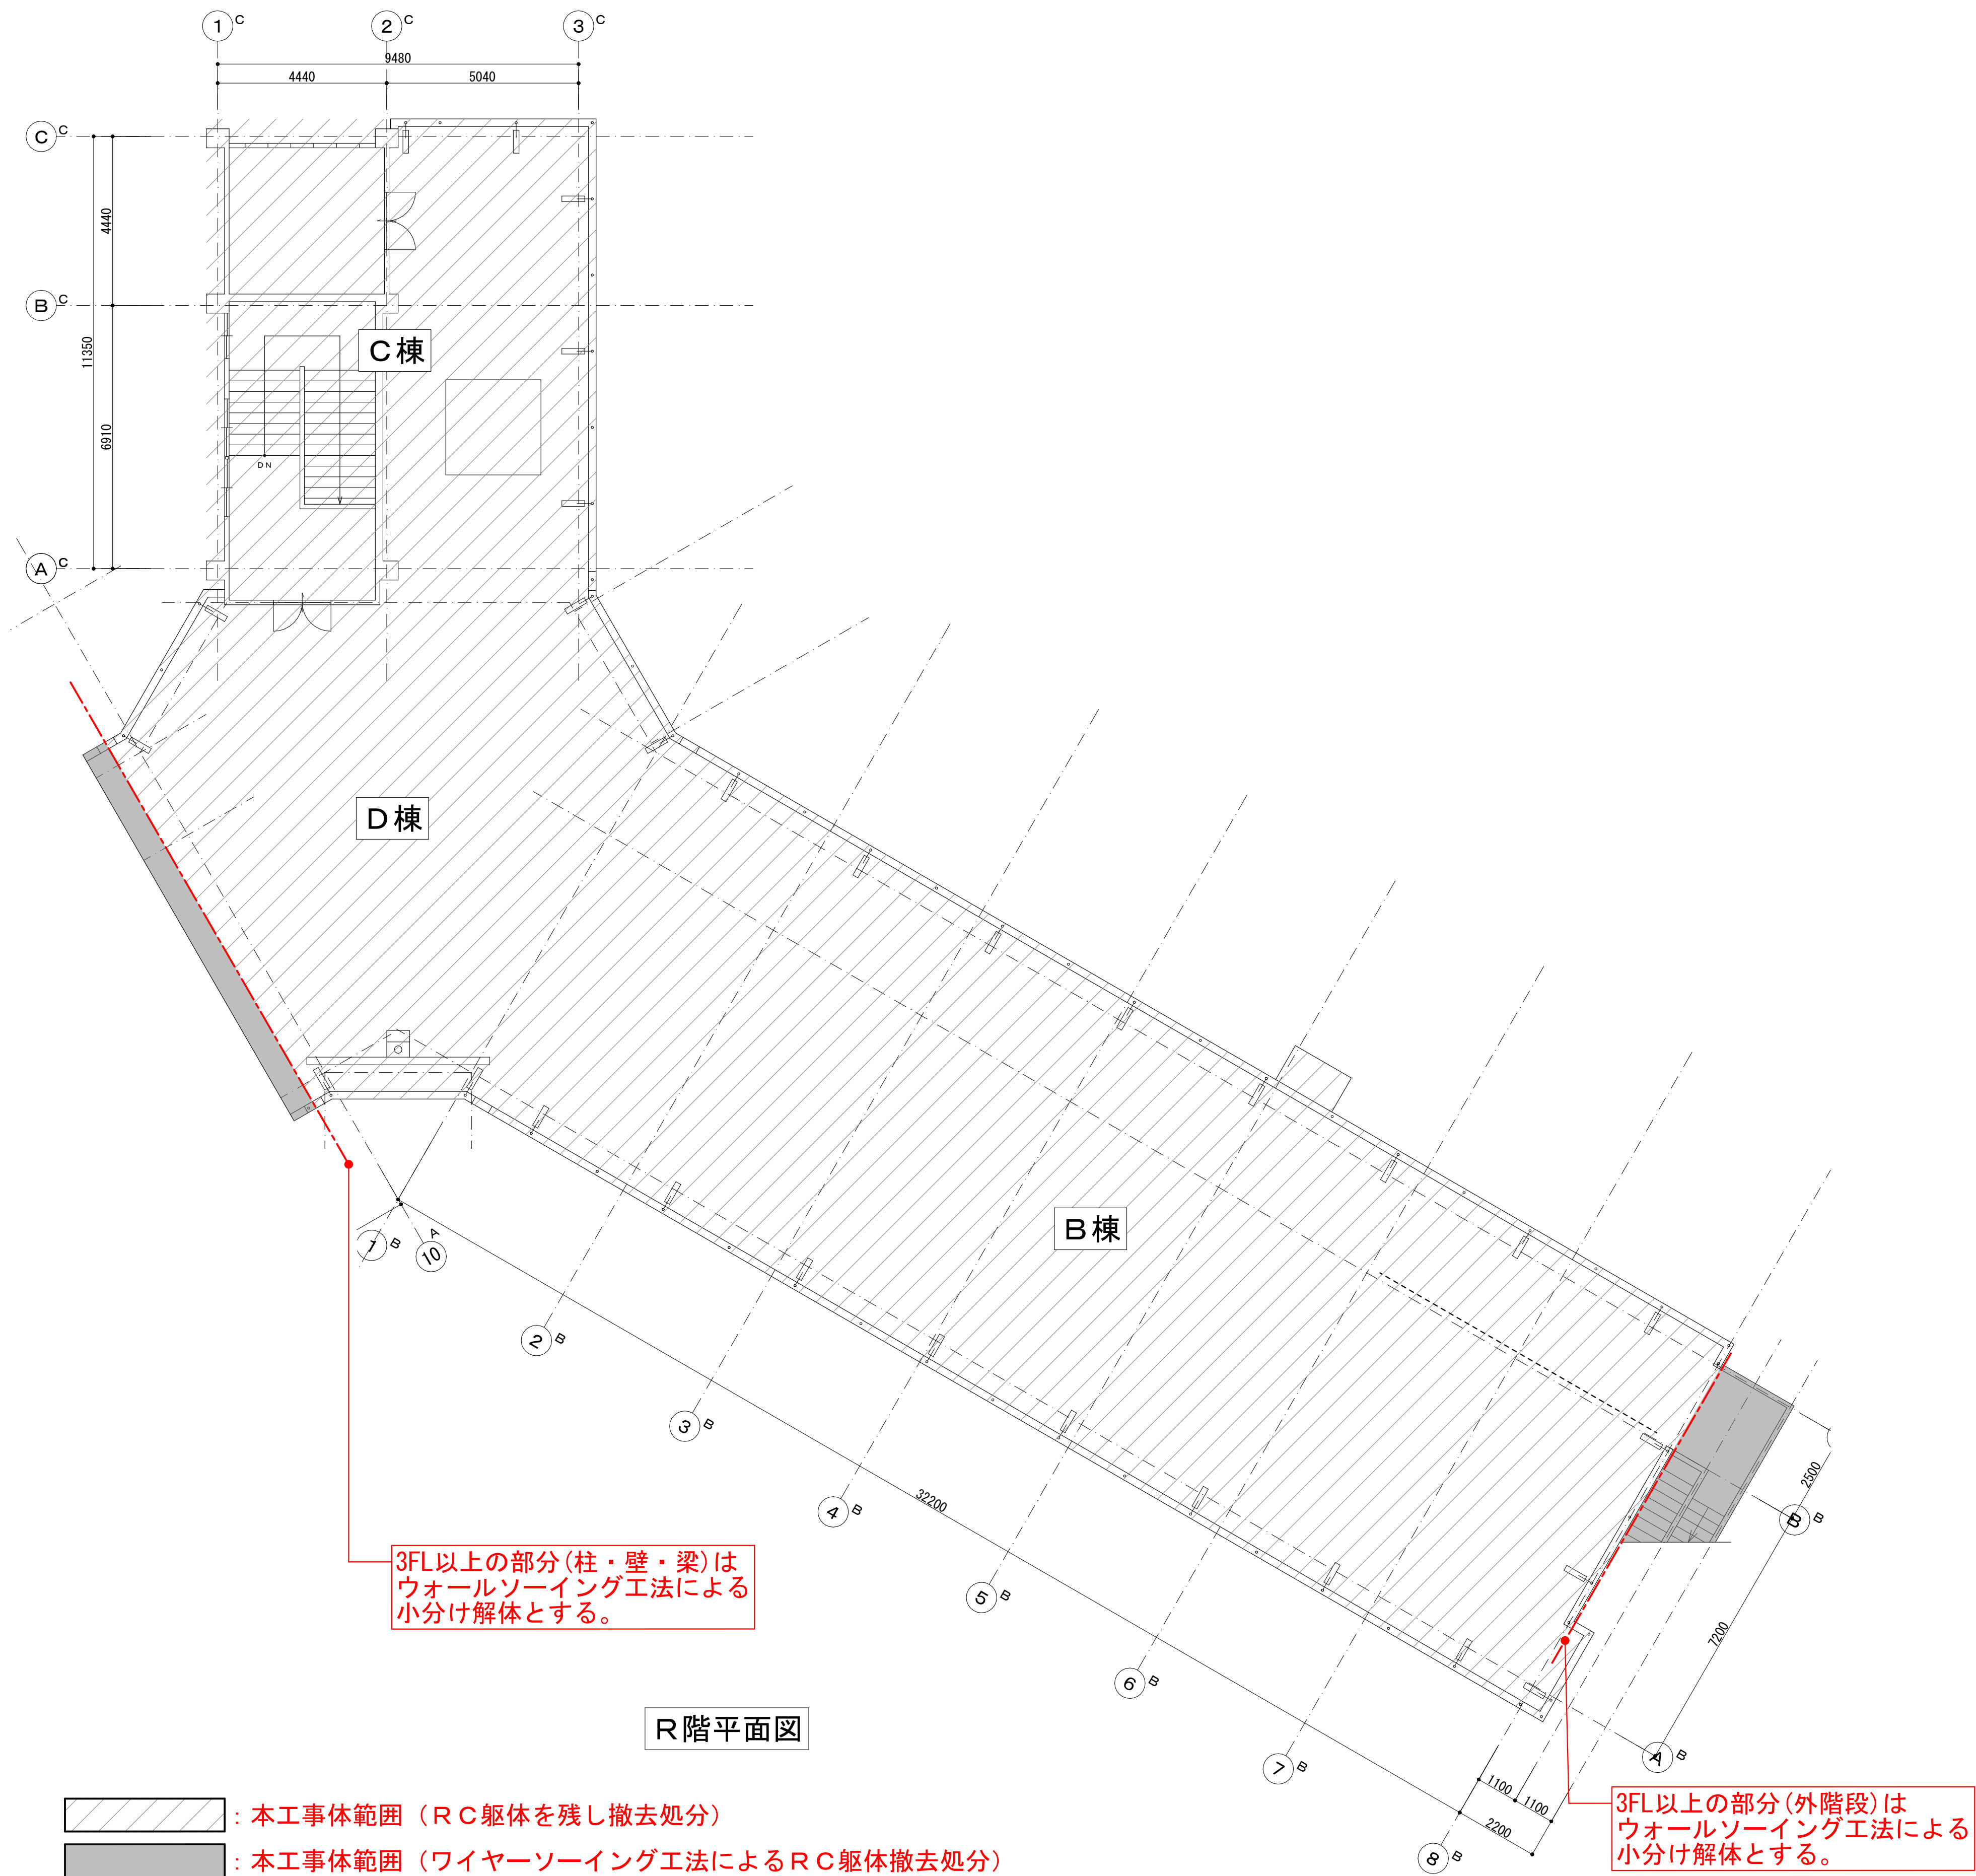 1 C
2 C
3 C
9480
4440
5040
C C
4440
B C
11350
C棟
6910
DN
A C
D棟
1 B
A
10
B棟
2 B
3 B
32200
4 B
2500
B B
5 B
7200
3FL以上の部分(柱・壁・梁)は
ウォールソーイング工法による
小分け解体とする。
6 B
R階平面図
7 B
A B
1100
1100
2200
8 B
3FL以上の部分(外階段)は
ウォールソーイング工法による
小分け解体とする。
：本工事体範囲（ＲＣ躯体を残し撤去処分）
：本工事体範囲（ワイヤーソーイング工法によるＲＣ躯体撤去処分）